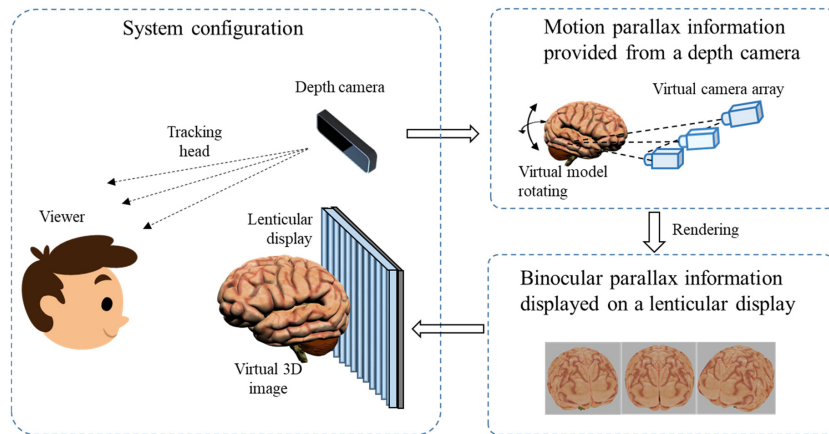 System configuration
Depth camera
Tracking
head
Viewer
Lenticular
display
Virtual 3D
image
Motion parallax information
provided from a depth camera
Virtual camera array
Virtual model
rotating
Rendering
Binocular parallax information
displayed on a lenticular display